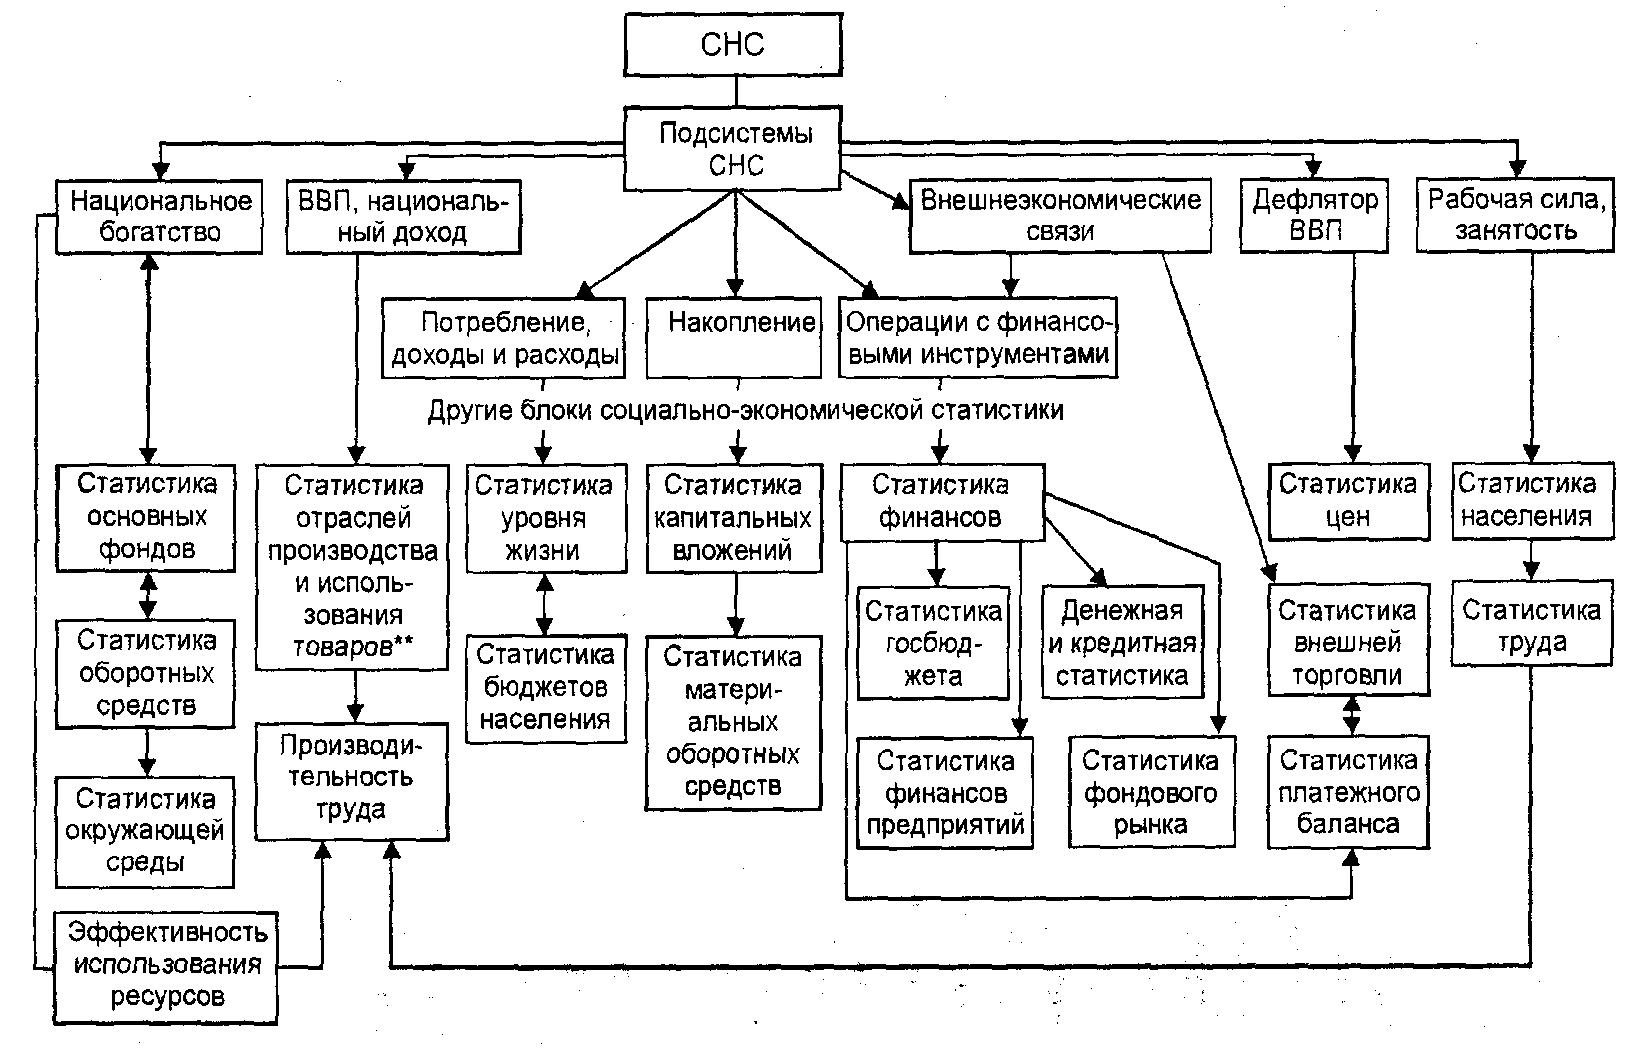 СНС
Подсистемы
СНС
Национальное
богатство
ВВП, националь-
ный доход
Внешнеэкономические
связи
Дефлятор
ВВП
Рабочая сила,
занятость
Потребление,
доходы и расходы
Накопление
Операции с финансо-
выми инструментами
Другие блоки социально-экономической статистики
Статистика
основных
фондов
Статистика
отраслей
производства
и исполь-
зования
товаров**
Статистика
уровня
жизни
Статистика
капитальных
вложений
Статистика
финансов
Статистика
цен
Статистика
населения
Статистика
оборотных
средств
Статистика
бюджетов
населения
Статистика
матери-
альных
оборотных
средств
Статистика
госбюд-
жета
Денежная
и кредитная
статистика
Статистика
внешней
торговли
Статистика
труда
Производи-
тельность
труда
Статистика
окружающей
среды
Статистика
финансов
предприятий
Статистика
фондового
рынка
Статистика
платежного
баланса
Эффективность
использования
ресурсов